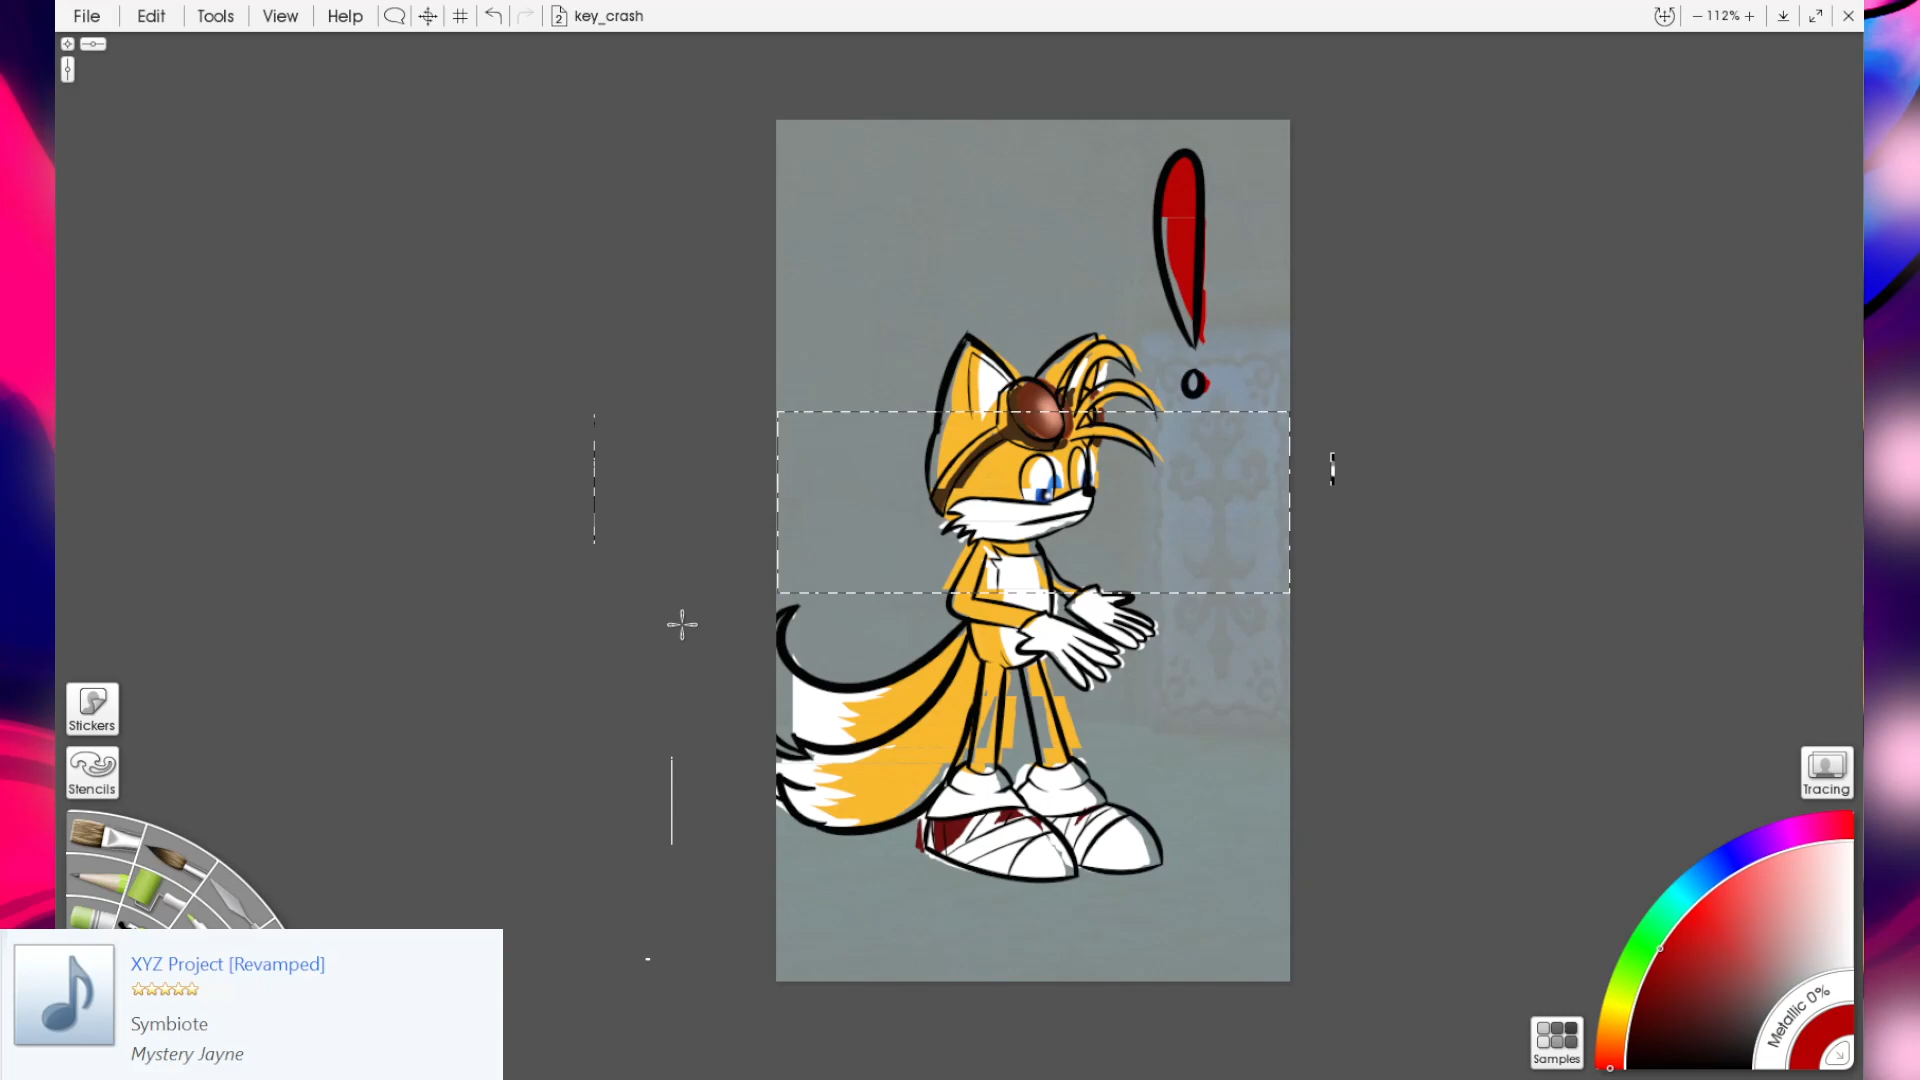 File Edit Tools View Help 2 key_crash 112%
Stickers
Stencils
Tracing
Metallic 0%
Samples
XYZ Project [Revamped]
Symbiote
Mystery Jayne